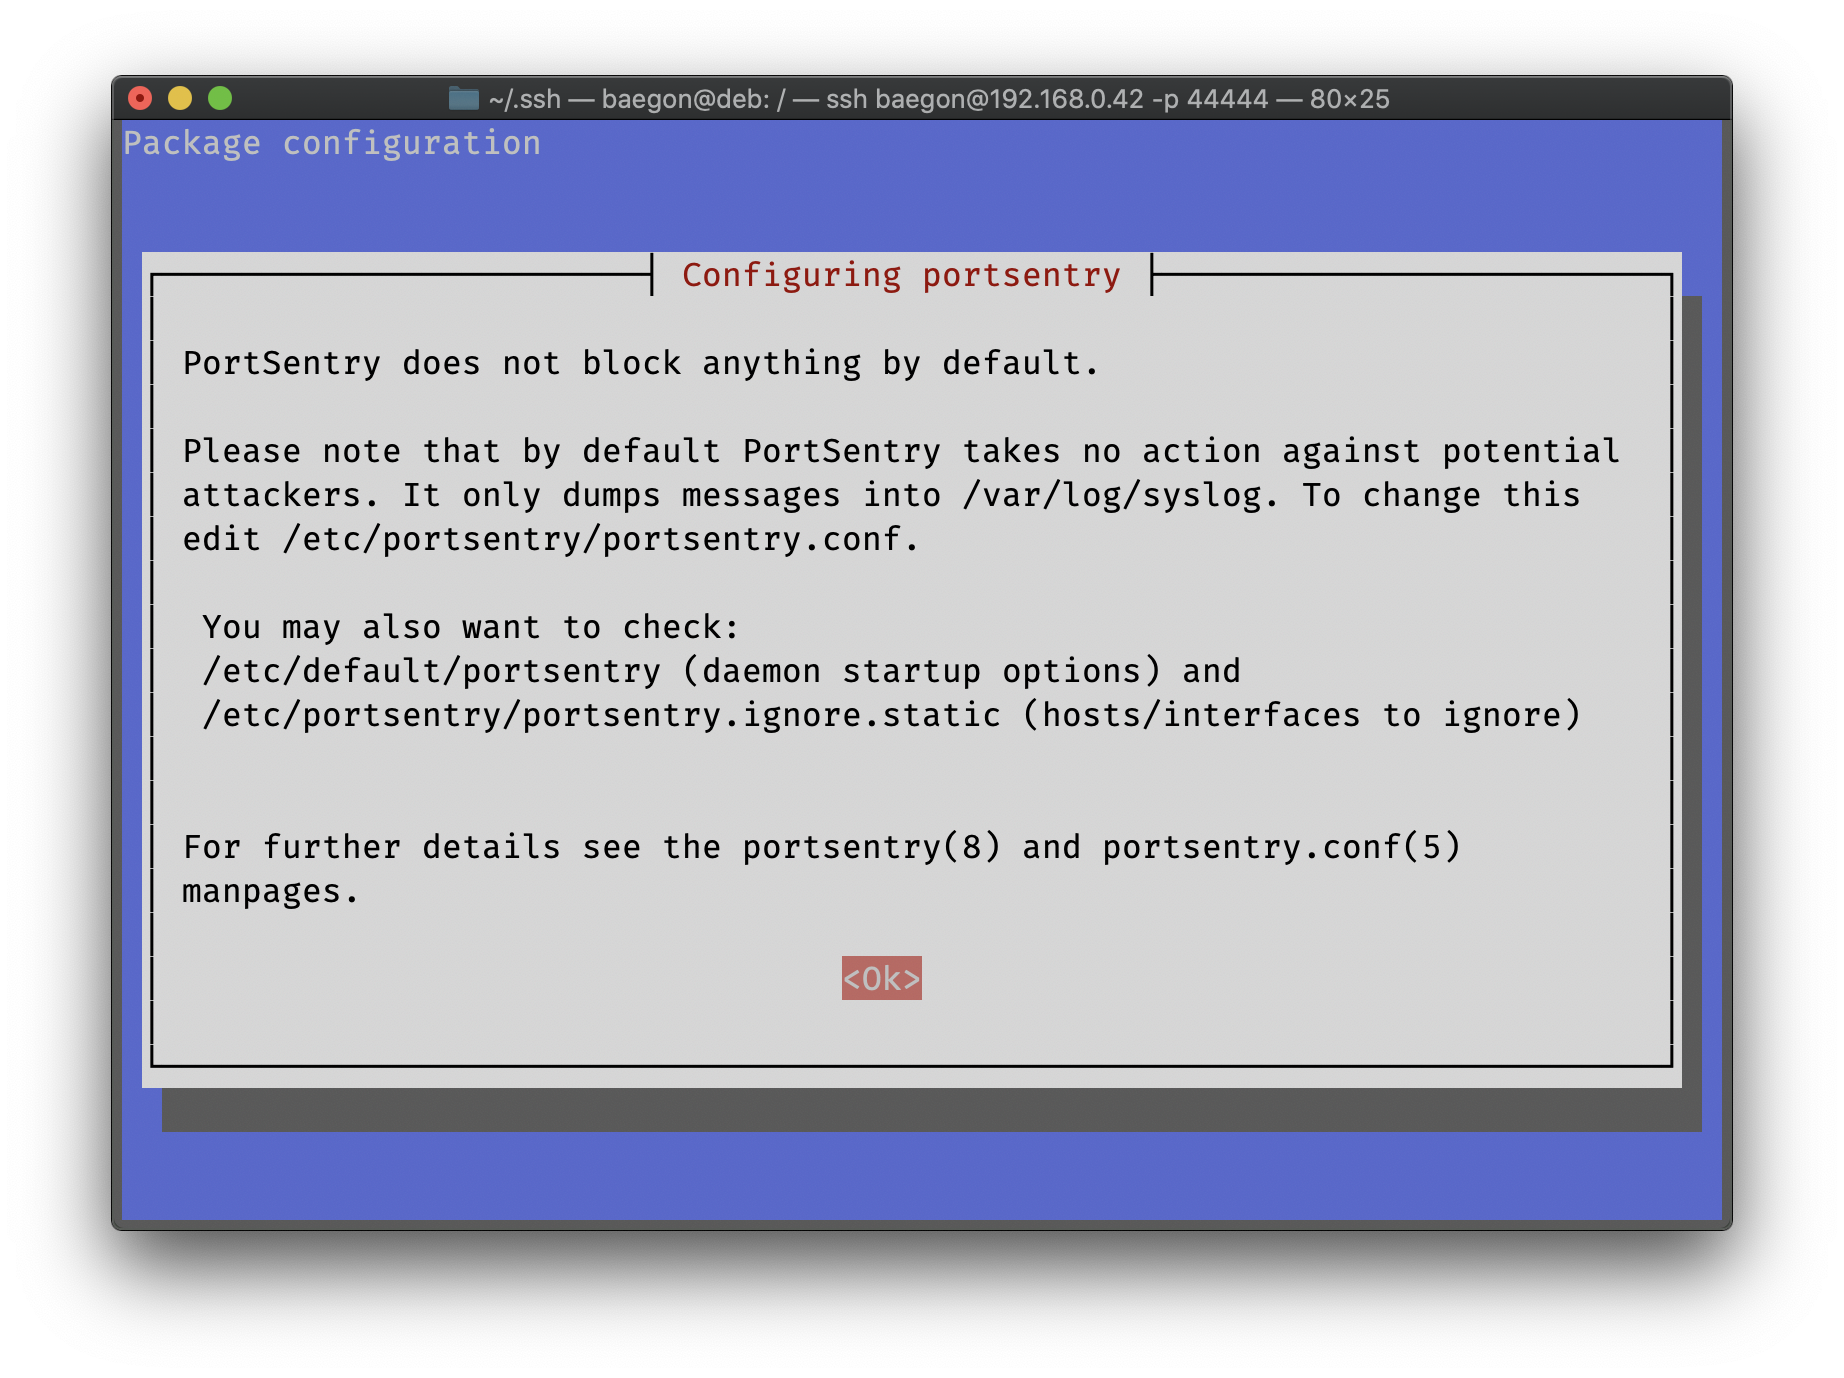 ~/.ssh — baegon@deb: / — ssh baegon@192.168.0.42 -p 44444 — 80×25
Package configuration
Configuring portsentry
PortSentry does not block anything by default.
Please note that by default PortSentry takes no action against potential
attackers. It only dumps messages into /var/log/syslog. To change this
edit /etc/portsentry/portsentry.conf.
You may also want to check:
/etc/default/portsentry (daemon startup options) and
/etc/portsentry/portsentry.ignore.static (hosts/interfaces to ignore)
For further details see the portsentry(8) and portsentry.conf(5)
manpages.
<Ok>